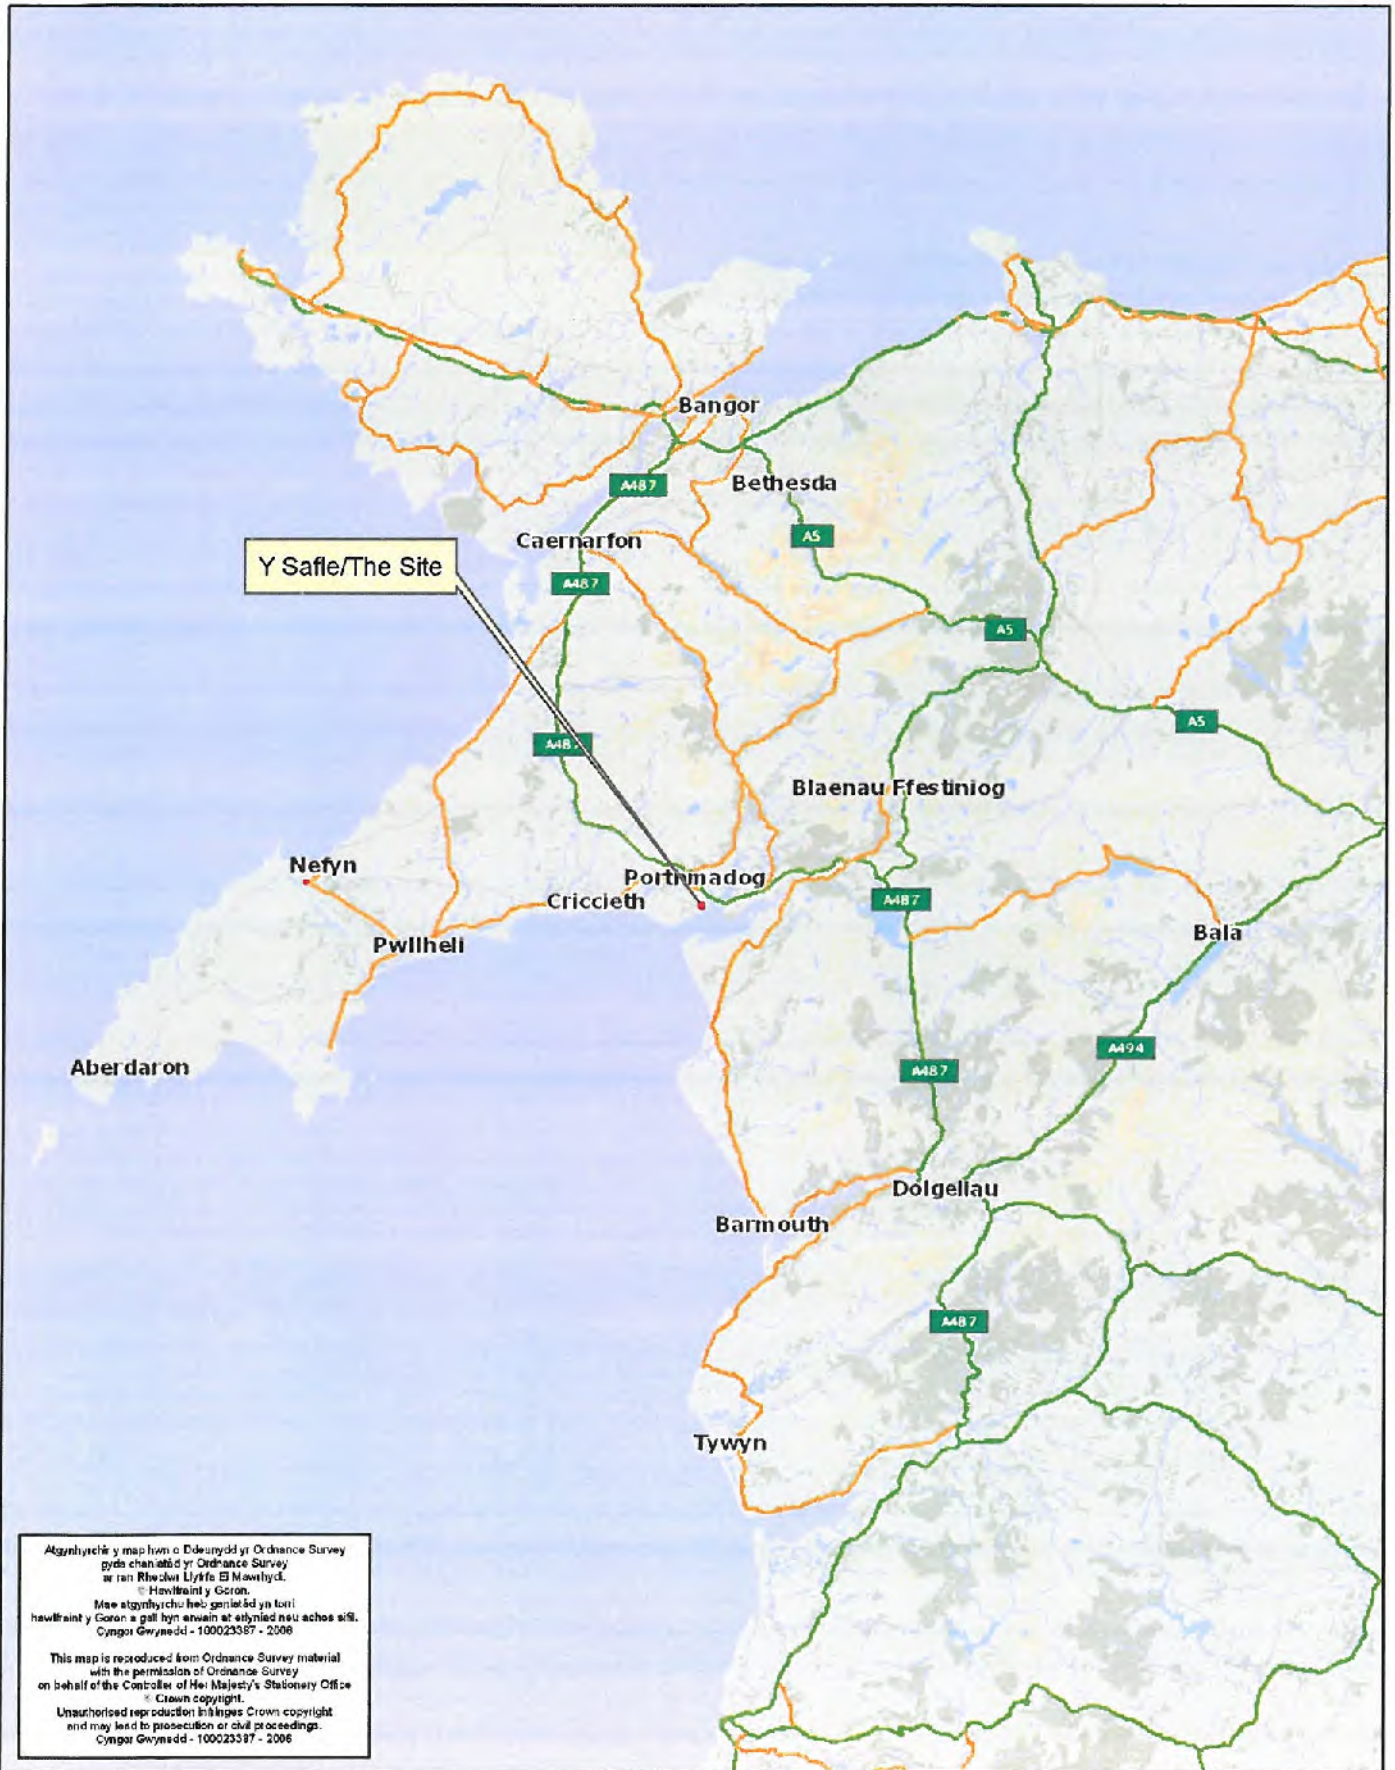 Bangor
A487
Bethesda
Caernarfon
A5
Y Safle/The Site
A487
A5
A5
A487
Blaenau Ffestiniog
Nefyn
Porthmadog
Criccieth
A487
Pwllheli
Bala
A494
Aberdaron
A487
Dolgellau
Barmouth
A487
Tywyn
Atgynhyrchir y map hwn o Ddeunydd yr Ordnance Survey
gyda chaniatâd yr Ordnance Survey
ar ran Rheolwr Llyfrfa Ei Mawrhydi.
© Hawlfraint y Goron.
Mae atgynhyrchu heb ganiatâd yn torri
hawlfraint y Goron a gall hyn arwain at erlyniad neu achos sifil.
Cyngor Gwynedd - 100023387 - 2006
This map is reproduced from Ordnance Survey material
with the permission of Ordnance Survey
on behalf of the Controller of Her Majesty's Stationery Office
© Crown copyright.
Unauthorised reproduction infringes Crown copyright
and may lead to prosecution or civil proceedings.
Cyngor Gwynedd - 100023387 - 2006